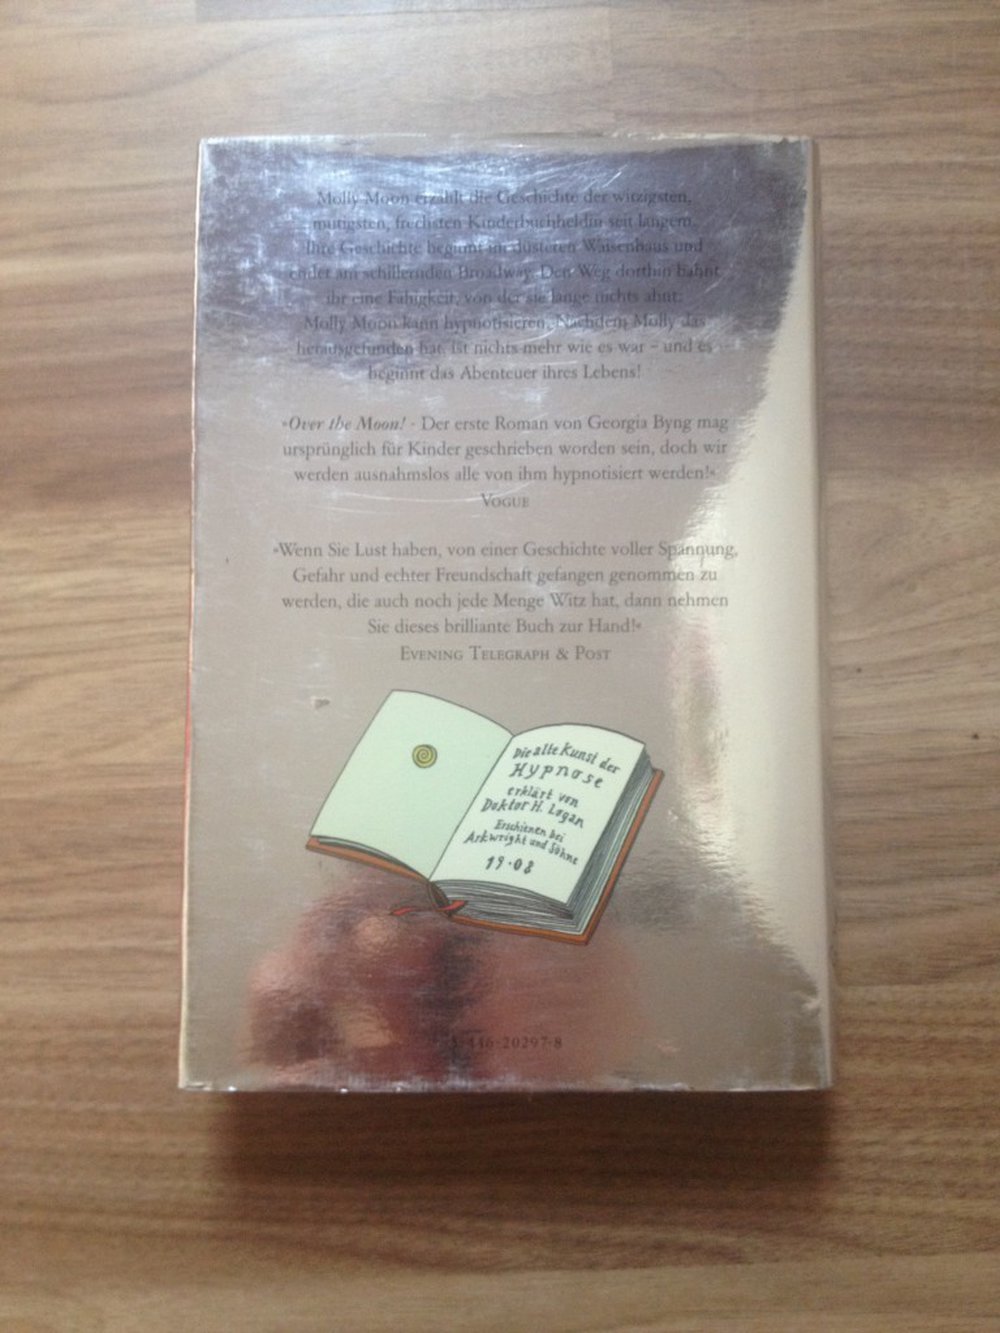 Molly Moon erzählt die Geschichte der witzigsten,
mutigsten, frechsten Kinderbuchheldin seit langem.
Ihre Geschichte beginnt im düsteren Waisenhaus und
endet am schillernden Broadway. Den Weg dorthin bahnt
ihr eine Fähigkeit, von der sie lange nichts ahnt:
Molly Moon kann hypnotisieren. Nachdem Molly das
herausgefunden hat, ist nichts mehr wie es war – und es
beginnt das Abenteuer ihres Lebens!
»Over the Moon! · Der erste Roman von Georgia Byng mag
ursprünglich für Kinder geschrieben worden sein, doch wir
werden ausnahmslos alle von ihm hypnotisiert werden!«
VOGUE
»Wenn Sie Lust haben, von einer Geschichte voller Spannung,
Gefahr und echter Freundschaft gefangen genommen zu
werden, die auch noch jede Menge Witz hat, dann nehmen
Sie dieses brilliante Buch zur Hand!«
EVENING TELEGRAPH & POST
Die alte Kunst der
Hypnose
erklärt von
Doktor H. Logan
Erschienen bei
Arkwright und Söhne
19·08
3-446-20297-8